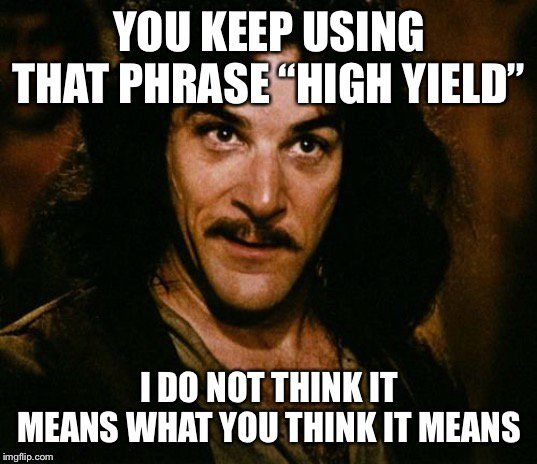 YOU KEEP USING
THAT PHRASE “HIGH YIELD”
I DO NOT THINK IT
MEANS WHAT YOU THINK IT MEANS
imgflip.com